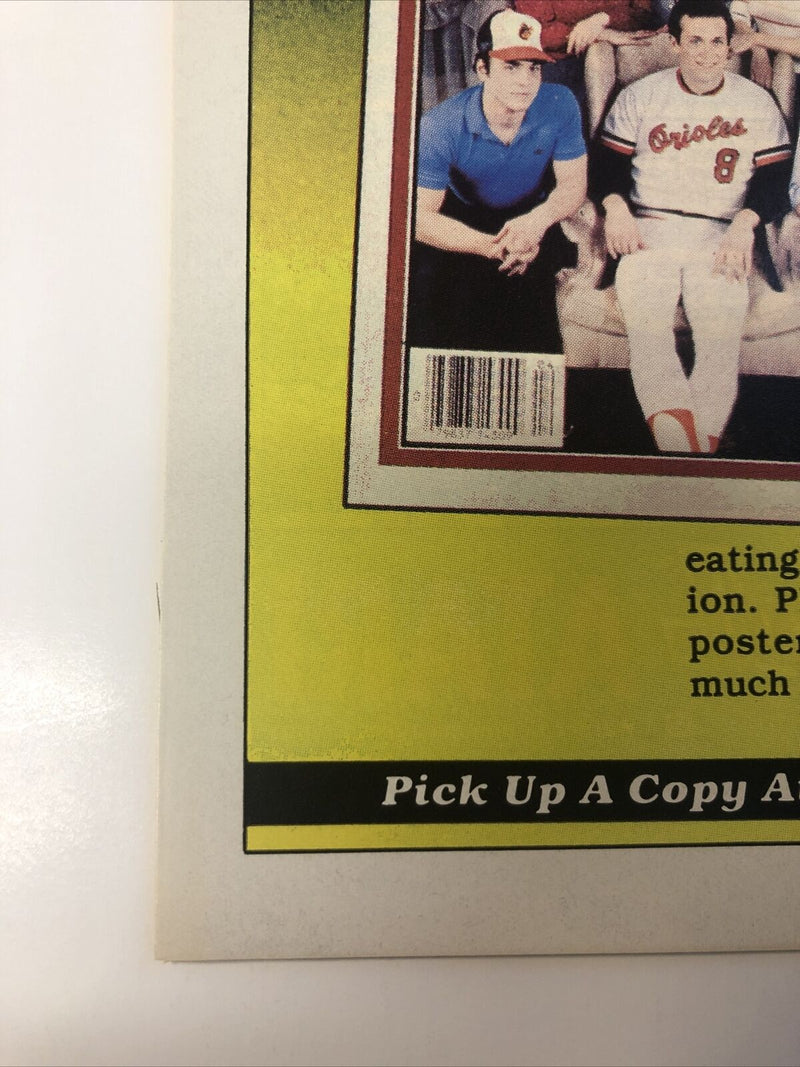 Orioles
8
eating
ion. P
poster
much
Pick Up A Copy A